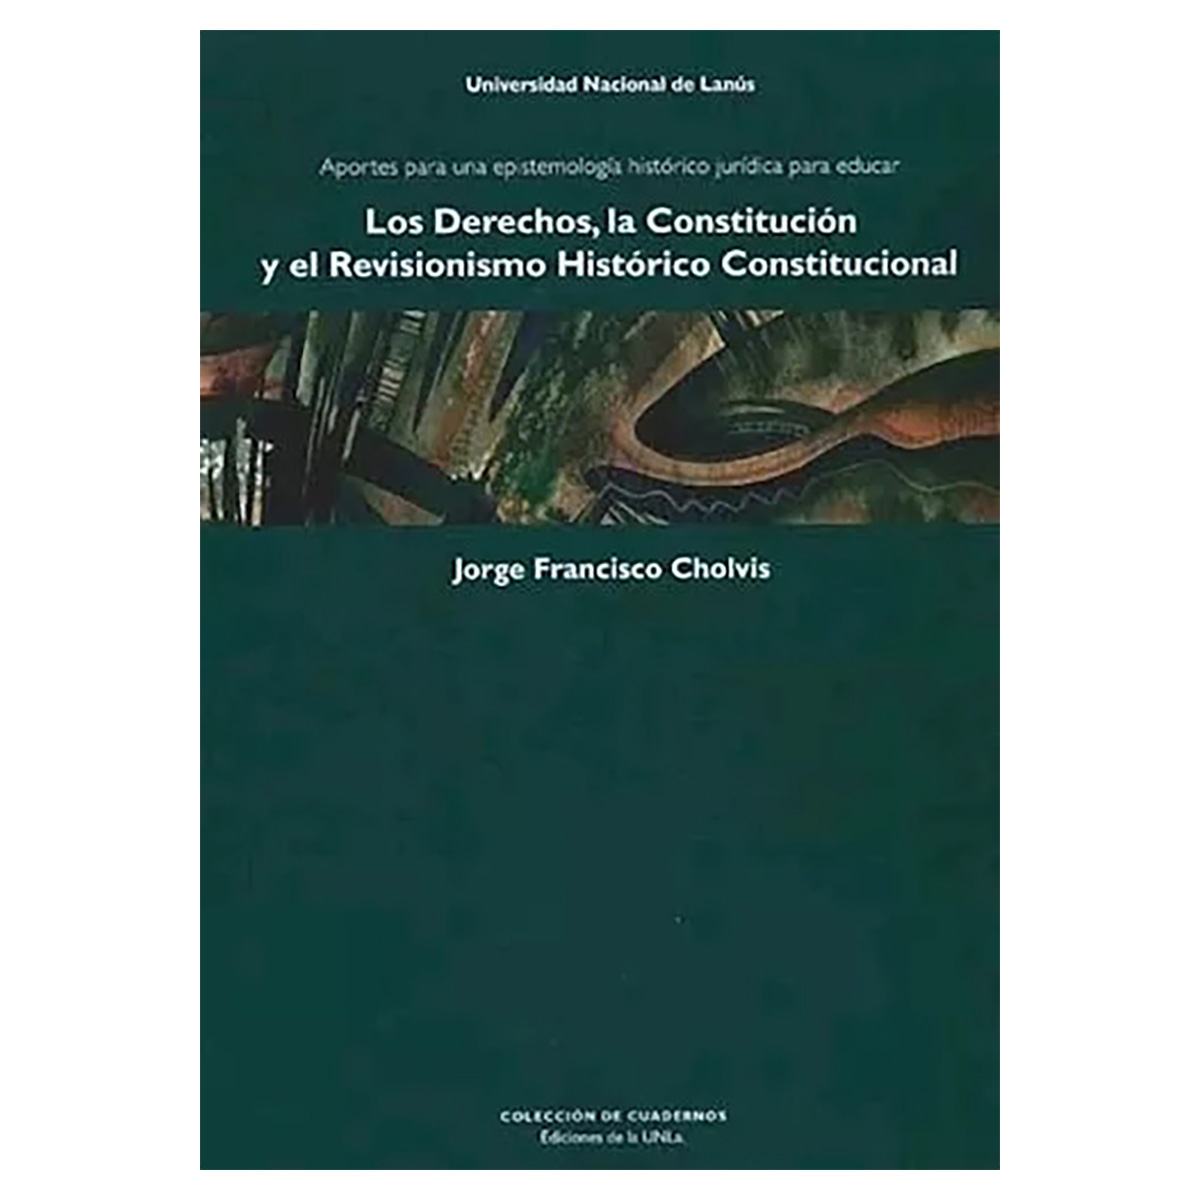 Universidad Nacional de Lanús
Aportes para una epistemología histórico jurídica para educar
Los Derechos, la Constitución
y el Revisionismo Histórico Constitucional
Jorge Francisco Cholvis
COLECCIÓN DE CUADERNOS
Ediciones de la UNLa.